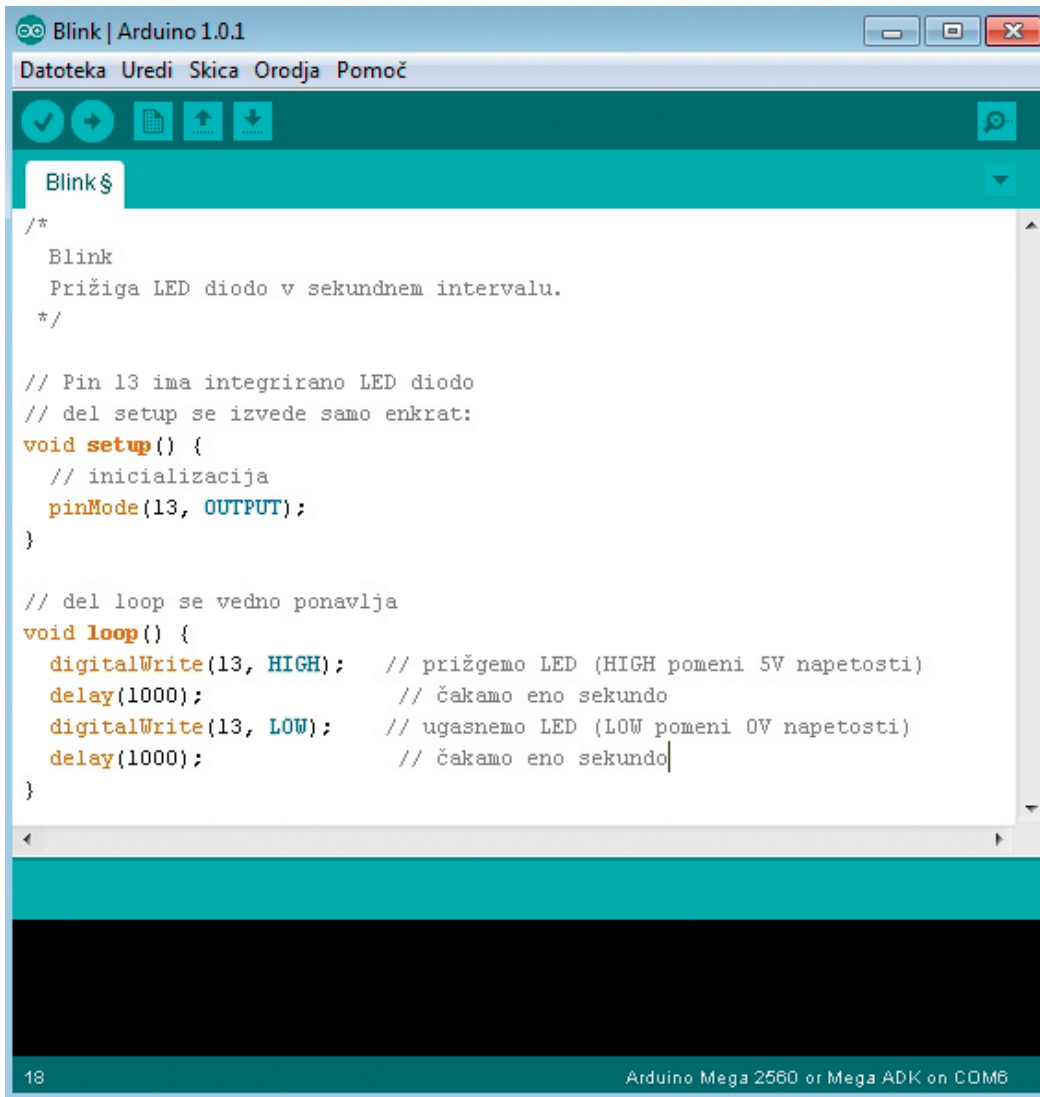 Blink | Arduino 1.0.1
Datoteka Uredi Skica Orodja Pomoč
Blink §
/*
  Blink
  Prižiga LED diodo v sekundnem intervalu.
 */

// Pin 13 ima integrirano LED diodo
// del setup se izvede samo enkrat:
void setup() {
  // inicializacija
  pinMode(13, OUTPUT);
}

// del loop se vedno ponavlja
void loop() {
  digitalWrite(13, HIGH);   // prižgemo LED (HIGH pomeni 5V napetosti)
  delay(1000);               // čakamo eno sekundo
  digitalWrite(13, LOW);    // ugasnemo LED (LOW pomeni 0V napetosti)
  delay(1000);               // čakamo eno sekundo
}
18
Arduino Mega 2560 or Mega ADK on COM6